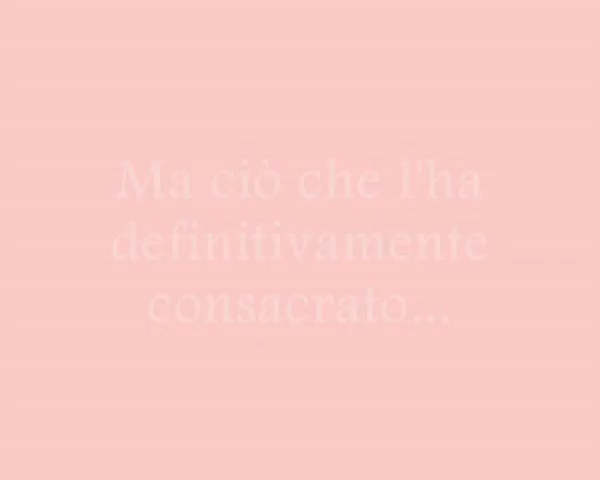 Ma ciò che l'ha
definitivamente
consacrato...